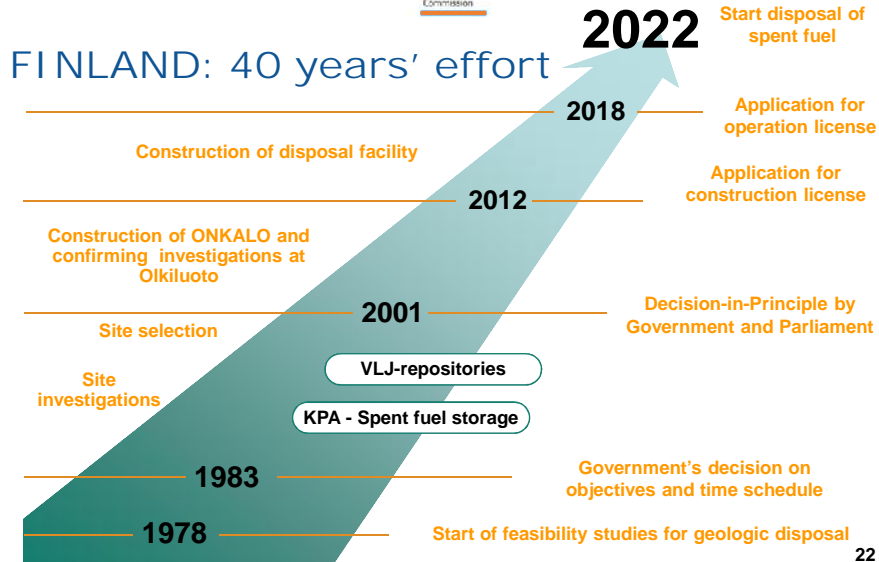 Commission
2022
Start disposal of
spent fuel
FINLAND: 40 years' effort
2018
Application for
operation license
Construction of disposal facility
Application for
construction license
2012
Construction of ONKALO and
confirming investigations at
Olkiluoto
2001
Decision-in-Principle by
Government and Parliament
Site selection
VLJ-repositories
Site
investigations
KPA - Spent fuel storage
1983
Government's decision on
objectives and time schedule
1978
Start of feasibility studies for geologic disposal
22